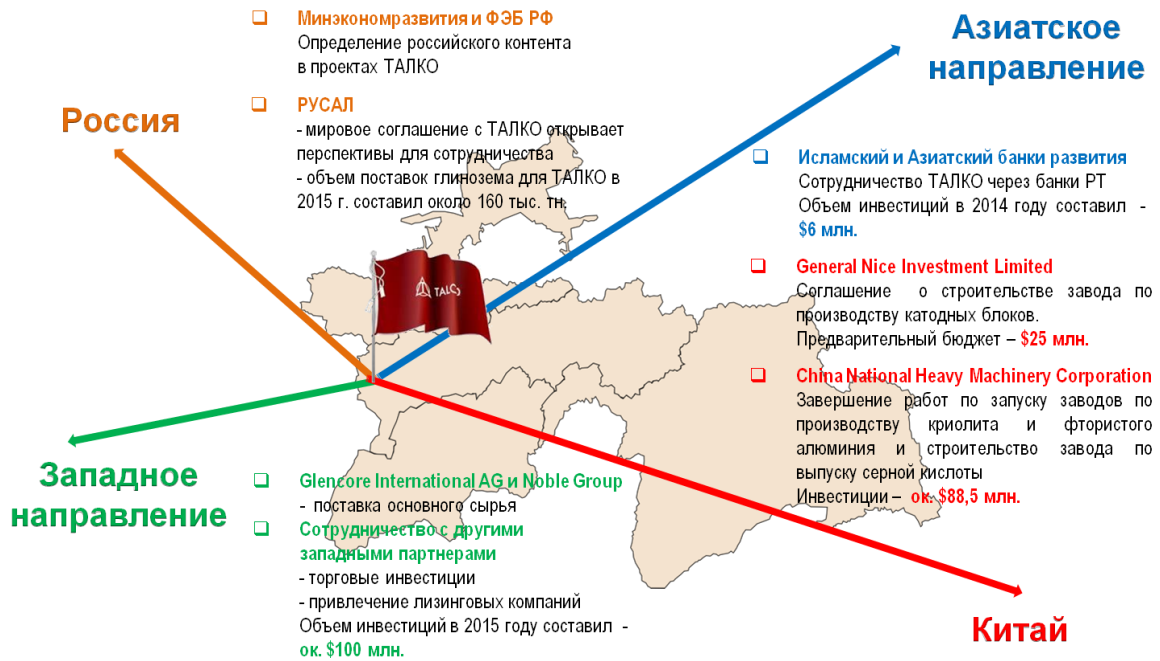 Россия
❑ Минэкономразвития и ФЭБ РФ
Определение российского контента
в проектах ТАЛКО
❑ РУСАЛ
- мировое соглашение с ТАЛКО открывает
перспективы для сотрудничества
- объем поставок глинозема для ТАЛКО в
2015 г. составил около 160 тыс. тн.
Азиатское
направление
❑ Исламский и Азиатский банки развития
Сотрудничество ТАЛКО через банки РТ
Объем инвестиций в 2014 году составил -
$6 млн.
❑ General Nice Investment Limited
Соглашение о строительстве завода по
производству катодных блоков.
Предварительный бюджет – $25 млн.
❑ China National Heavy Machinery Corporation
Завершение работ по запуску заводов по
производству криолита и фтористого
алюминия и строительство завода по
выпуску серной кислоты
Инвестиции – ок. $88,5 млн.
TALCO
Западное
направление
❑ Glencore International AG и Noble Group
- поставка основного сырья
❑ Сотрудничество с другими
западными партнерами
- торговые инвестиции
- привлечение лизинговых компаний
Объем инвестиций в 2015 году составил -
ок. $100 млн.
Китай